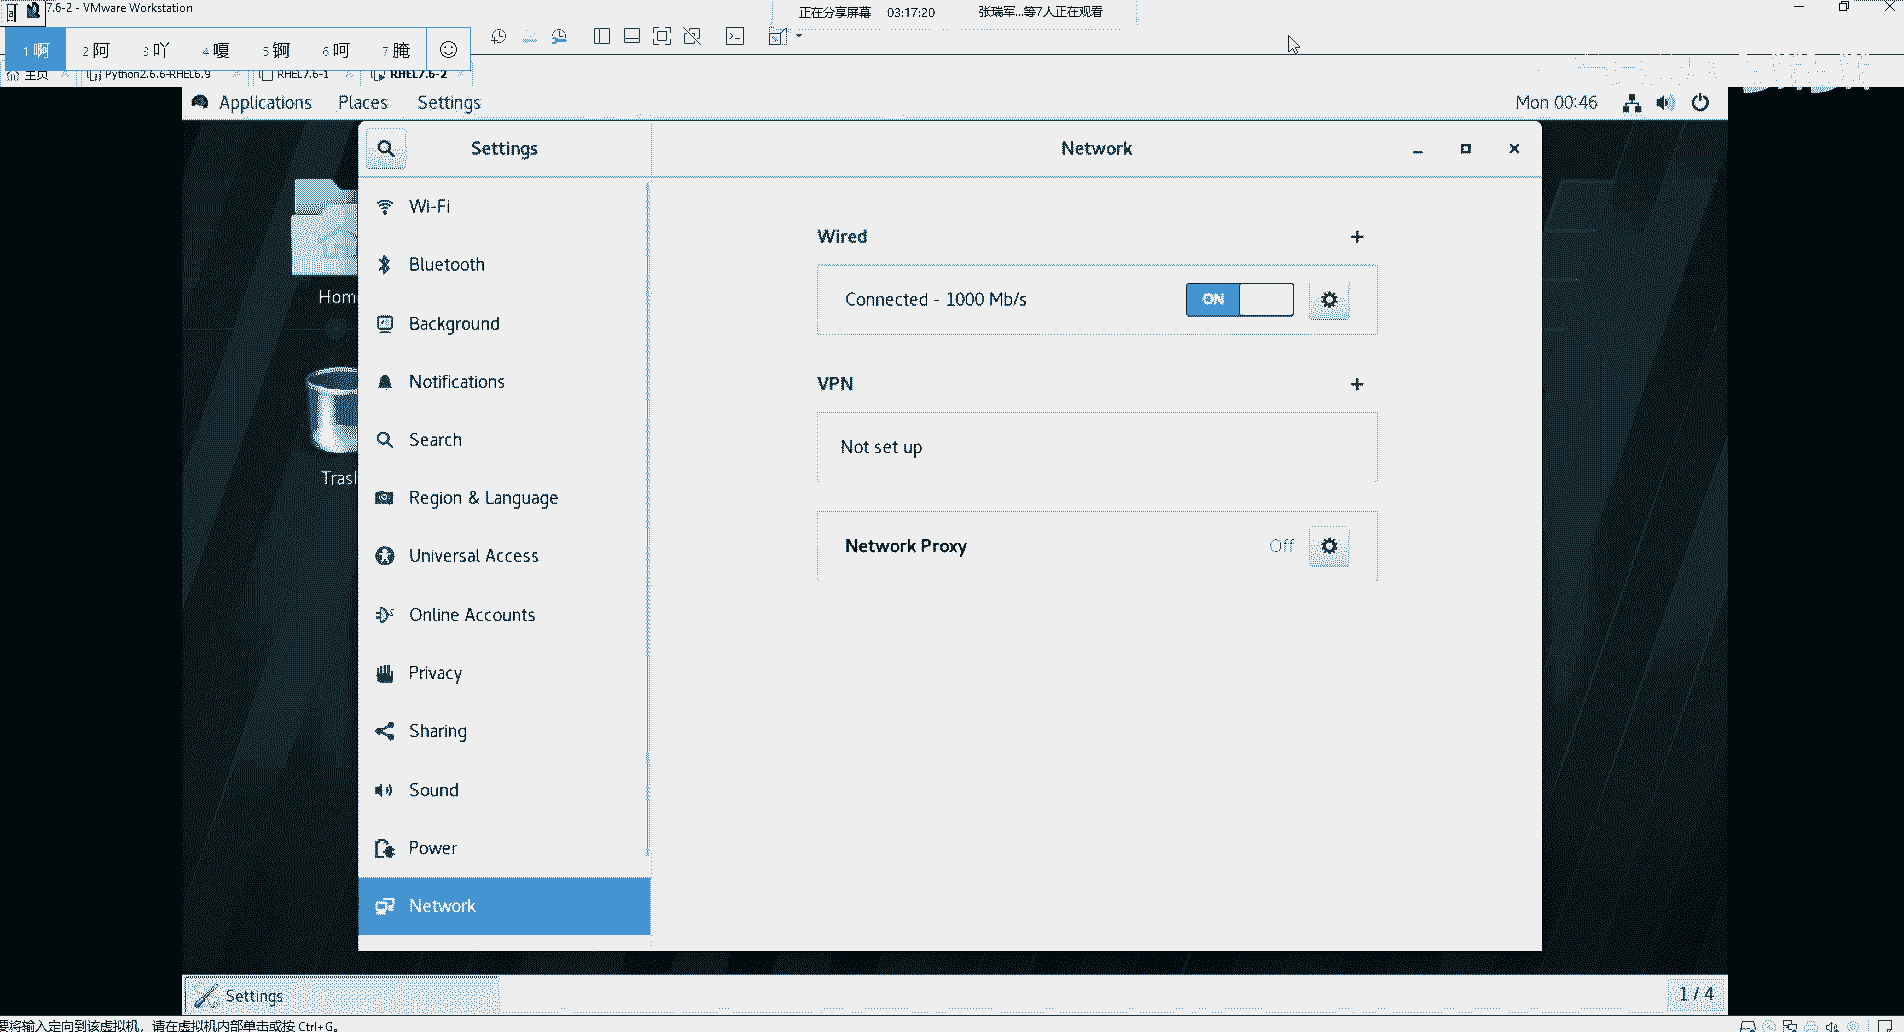 7.6-2 - VMware Workstation
正在分享屏幕 03:17:20 张瑞军...等7人正在观看
1 啊 2 阿 3 吖 4 嗄 5 锕 6 呵 7 腌
主页 Python2.6.6-RHEL6.9 RHEL7.6-1 RHEL7.6-2
Applications Places Settings Mon 00:46
Settings Network
Wi-Fi
Wired
Bluetooth
Connected - 1000 Mb/s ON
Home
Background
Notifications
VPN
Search
Not set up
Trash
Region & Language
Universal Access
Network Proxy Off
Online Accounts
Privacy
Sharing
Sound
Power
Network
Settings 1 / 4
要将输入定向到该虚拟机，请在虚拟机内部单击或按 Ctrl+G。